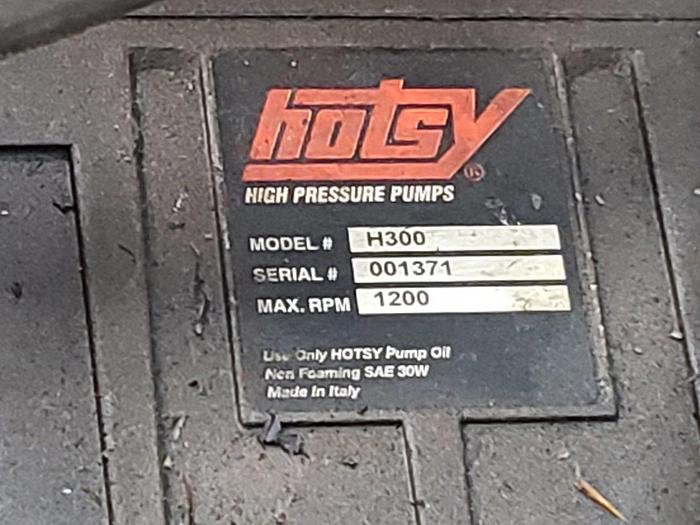 hotsy®
HIGH PRESSURE PUMPS
MODEL # H300
SERIAL # 001371
MAX. RPM 1200
Use Only HOTSY Pump Oil
Non Foaming SAE 30W
Made in Italy